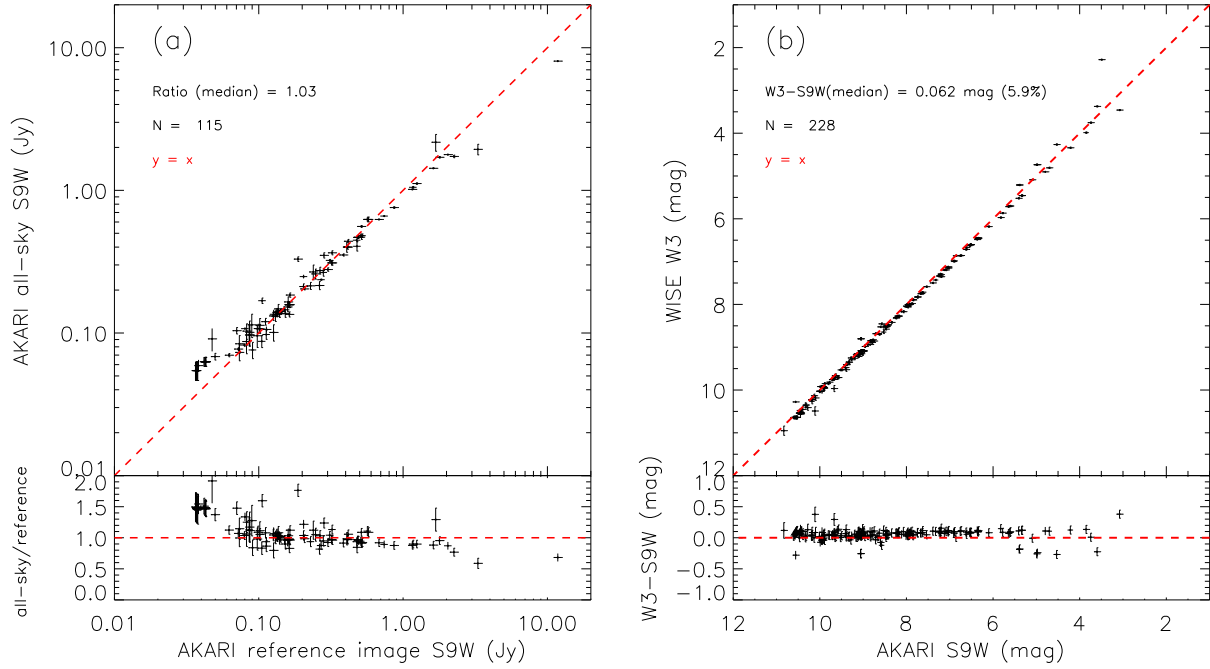 (a)
Ratio (median) = 1.03
N = 115
y = x
AKARI all-sky S9W (Jy)
10.00
1.00
0.10
0.01
all-sky/reference
2.0
1.5
1.0
0.5
0.0
0.01 0.10 1.00 10.00
AKARI reference image S9W (Jy)
(b)
W3-S9W(median) = 0.062 mag (5.9%)
N = 228
y = x
WISE W3 (mag)
2
4
6
8
10
12
W3-S9W (mag)
1.0
0.5
0.0
-0.5
-1.0
12 10 8 6 4 2
AKARI S9W (mag)